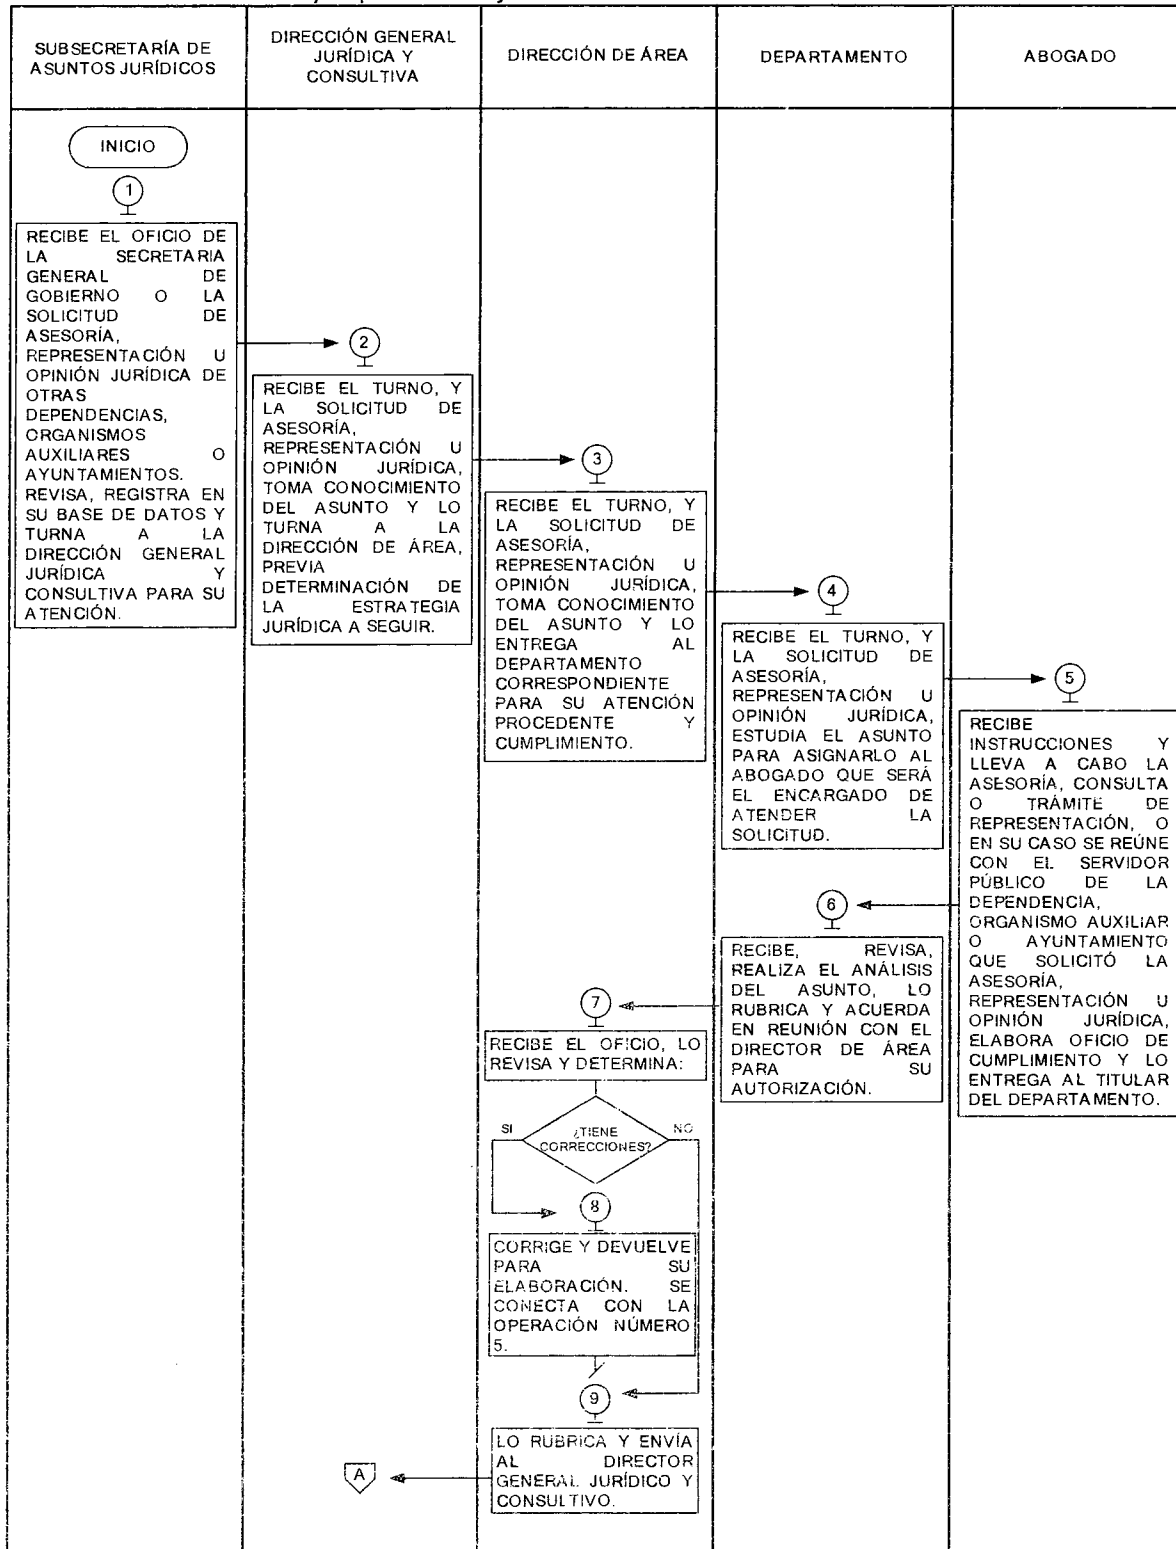 SUBSECRETARÍA DE
ASUNTOS JURÍDICOS
DIRECCIÓN GENERAL
JURÍDICA Y
CONSULTIVA
DIRECCIÓN DE ÁREA
DEPARTAMENTO
ABOGADO
INICIO
1
RECIBE EL OFICIO DE
LA SECRETARIA
GENERAL DE
GOBIERNO O LA
SOLICITUD DE
ASESORÍA,
REPRESENTACIÓN U
OPINIÓN JURÍDICA DE
OTRAS
DEPENDENCIAS,
ORGANISMOS
AUXILIARES O
AYUNTAMIENTOS.
REVISA, REGISTRA EN
SU BASE DE DATOS Y
TURNA A LA
DIRECCIÓN GENERAL
JURÍDICA Y
CONSULTIVA PARA SU
ATENCIÓN.
2
RECIBE EL TURNO, Y
LA SOLICITUD DE
ASESORÍA,
REPRESENTACIÓN U
OPINIÓN JURÍDICA,
TOMA CONOCIMIENTO
DEL ASUNTO Y LO
TURNA A LA
DIRECCIÓN DE ÁREA,
PREVIA
DETERMINACIÓN DE
LA ESTRATEGIA
JURÍDICA A SEGUIR.
3
RECIBE EL TURNO, Y
LA SOLICITUD DE
ASESORÍA,
REPRESENTACIÓN U
OPINIÓN JURÍDICA,
TOMA CONOCIMIENTO
DEL ASUNTO Y LO
ENTREGA AL
DEPARTAMENTO
CORRESPONDIENTE
PARA SU ATENCIÓN
PROCEDENTE Y
CUMPLIMIENTO.
4
RECIBE EL TURNO, Y
LA SOLICITUD DE
ASESORÍA,
REPRESENTACIÓN U
OPINIÓN JURÍDICA,
ESTUDIA EL ASUNTO
PARA ASIGNARLO AL
ABOGADO QUE SERÁ
EL ENCARGADO DE
ATENDER LA
SOLICITUD.
5
RECIBE
INSTRUCCIONES Y
LLEVA A CABO LA
ASESORÍA, CONSULTA
O TRÁMITE DE
REPRESENTACIÓN, O
EN SU CASO SE REÚNE
CON EL SERVIDOR
PÚBLICO DE LA
DEPENDENCIA,
ORGANISMO AUXILIAR
O AYUNTAMIENTO
QUE SOLICITÓ LA
ASESORÍA,
REPRESENTACIÓN U
OPINIÓN JURÍDICA,
ELABORA OFICIO DE
CUMPLIMIENTO Y LO
ENTREGA AL TITULAR
DEL DEPARTAMENTO.
6
RECIBE, REVISA,
REALIZA EL ANÁLISIS
DEL ASUNTO, LO
RUBRICA Y ACUERDA
EN REUNIÓN CON EL
DIRECTOR DE ÁREA
PARA SU
AUTORIZACIÓN.
7
RECIBE EL OFICIO, LO
REVISA Y DETERMINA:
SI
¿TIENE
CORRECCIONES?
NO
8
CORRIGE Y DEVUELVE
PARA SU
ELABORACIÓN. SE
CONECTA CON LA
OPERACIÓN NÚMERO
5.
9
LO RUBRICA Y ENVÍA
AL DIRECTOR
GENERAL JURÍDICO Y
CONSULTIVO.
A